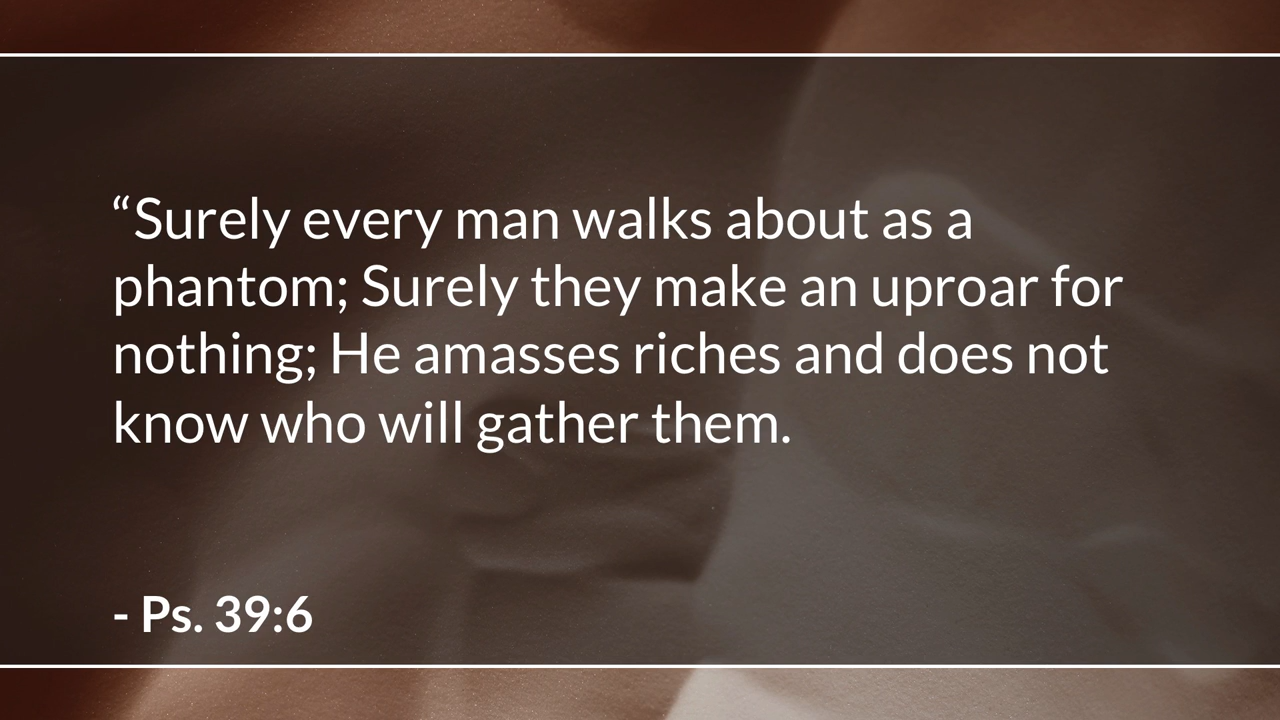 “Surely every man walks about as a
phantom; Surely they make an uproar for
nothing; He amasses riches and does not
know who will gather them.
- Ps. 39:6